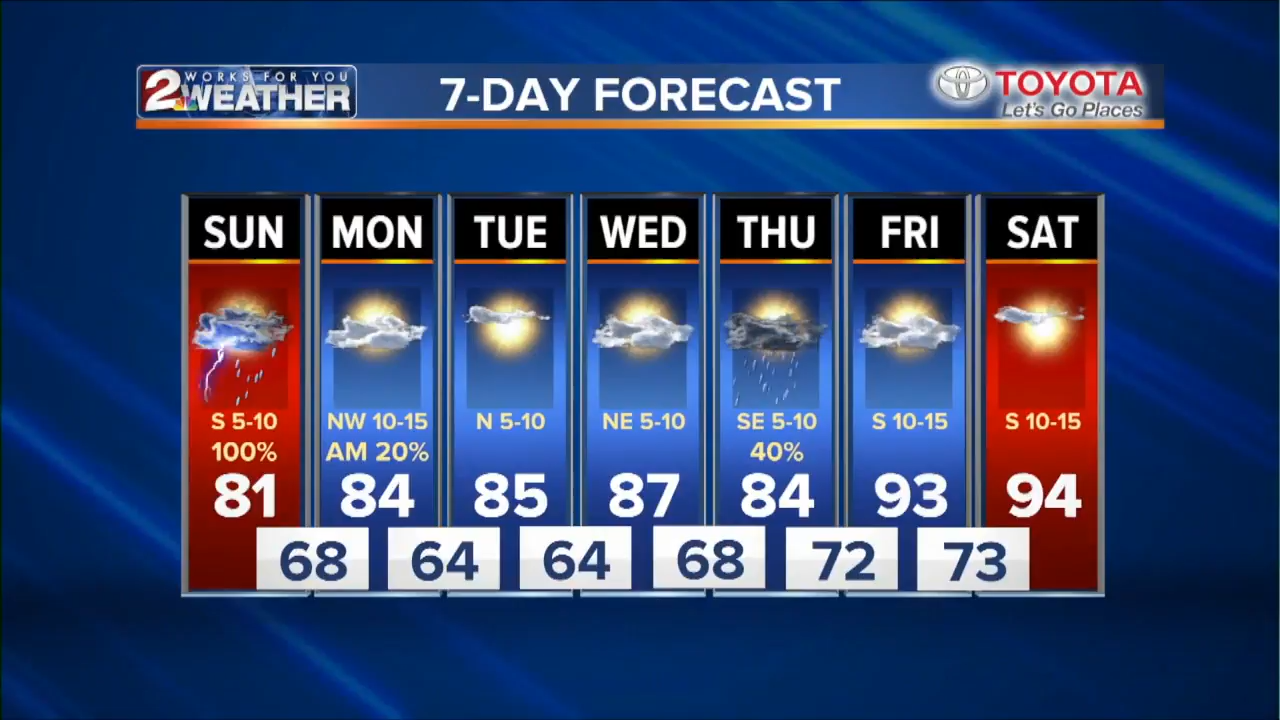 2 WORKS FOR YOU
WEATHER
7-DAY FORECAST
TOYOTA
Let's Go Places
SUN MON TUE WED THU FRI SAT
S 5-10 NW 10-15 N 5-10 NE 5-10 SE 5-10 S 10-15 S 10-15
100% AM 20% 40%
81 84 85 87 84 93 94
68 64 64 68 72 73